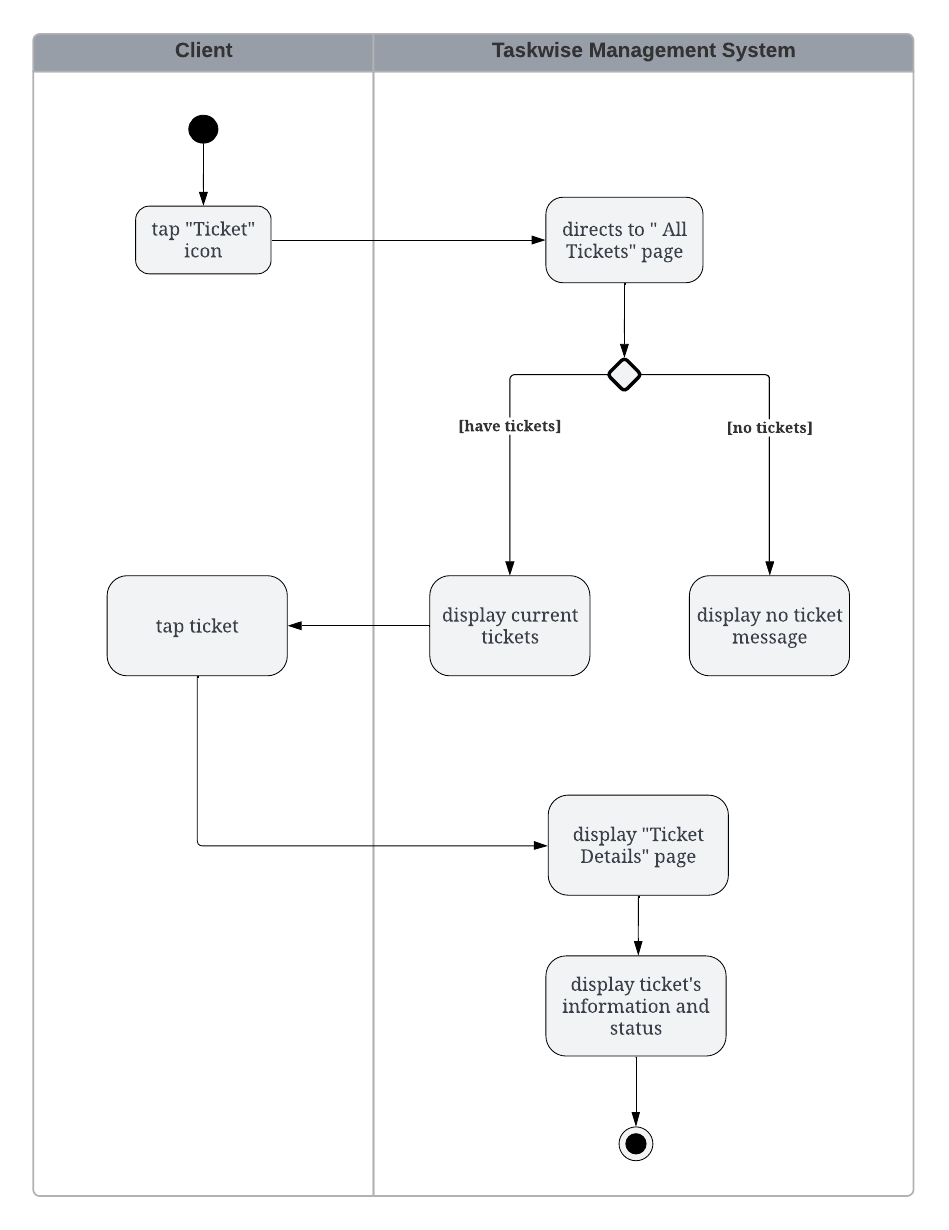 Client
Taskwise Management System
tap "Ticket"
icon
directs to " All
Tickets" page
[have tickets]
[no tickets]
tap ticket
display current
tickets
display no ticket
message
display "Ticket
Details" page
display ticket's
information and
status